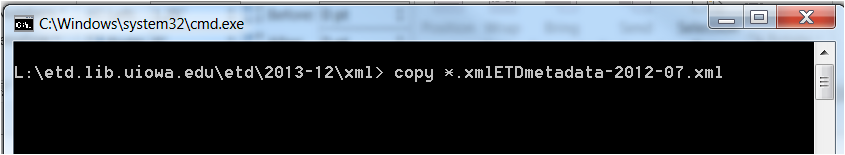 C:\Windows\system32\cmd.exe
L:\etd.lib.uiowa.edu\etd\2013-12\xml> copy *.xmlETDmetadata-2012-07.xml